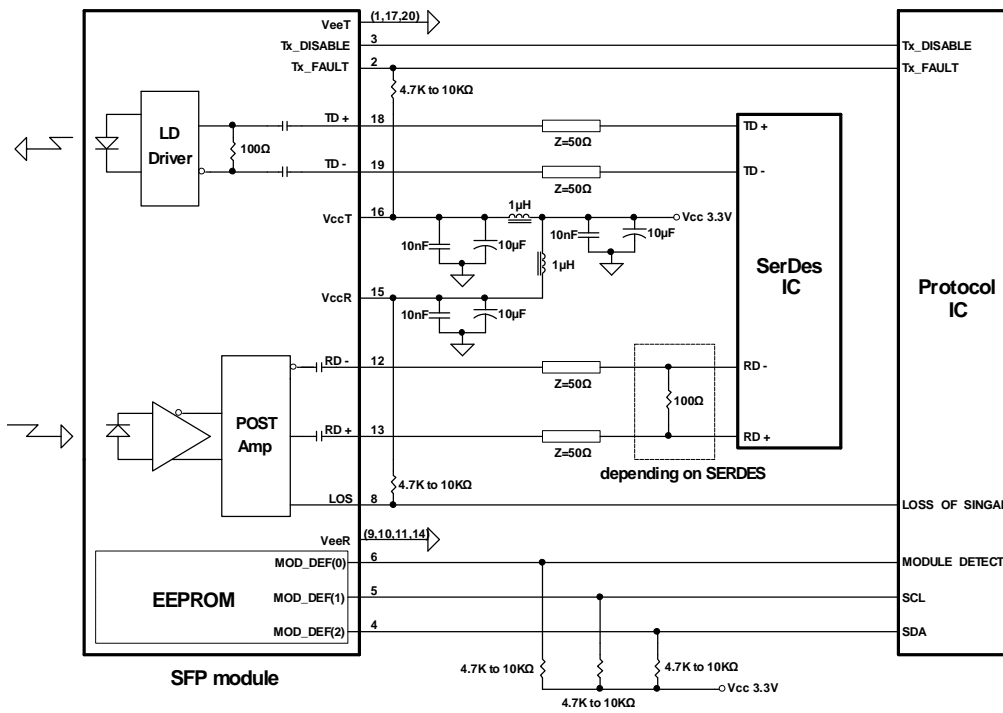 VeeT
(1,17,20)
Tx_DISABLE
3
Tx_DISABLE
Tx_FAULT
2
Tx_FAULT
4.7K to 10KΩ
LD
Driver
100Ω
TD +
18
Z=50Ω
TD +
TD -
19
Z=50Ω
TD -
VccT
16
1μH
Vcc 3.3V
10nF
10μF
10nF
10μF
1μH
SerDes
IC
Protocol
IC
VccR
15
10nF
10μF
RD -
12
Z=50Ω
RD -
POST
Amp
100Ω
RD +
13
Z=50Ω
RD +
depending on SERDES
4.7K to 10KΩ
LOS
8
LOSS OF SINGAL
VeeR
(9,10,11,14)
MOD_DEF(0)
6
MODULE DETECT
EEPROM
MOD_DEF(1)
5
SCL
MOD_DEF(2)
4
SDA
4.7K to 10KΩ
4.7K to 10KΩ
4.7K to 10KΩ
Vcc 3.3V
SFP module